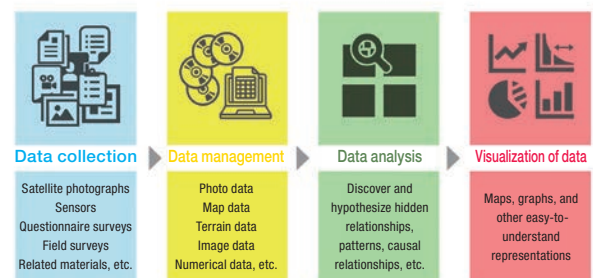 Data collection
Data management
Data analysis
Visualization of data
Satellite photographs
Sensors
Questionnaire surveys
Field surveys
Related materials, etc.
Photo data
Map data
Terrain data
Image data
Numerical data, etc.
Discover and
hypothesize hidden
relationships,
patterns, causal
relationships, etc.
Maps, graphs, and
other easy-to-
understand
representations